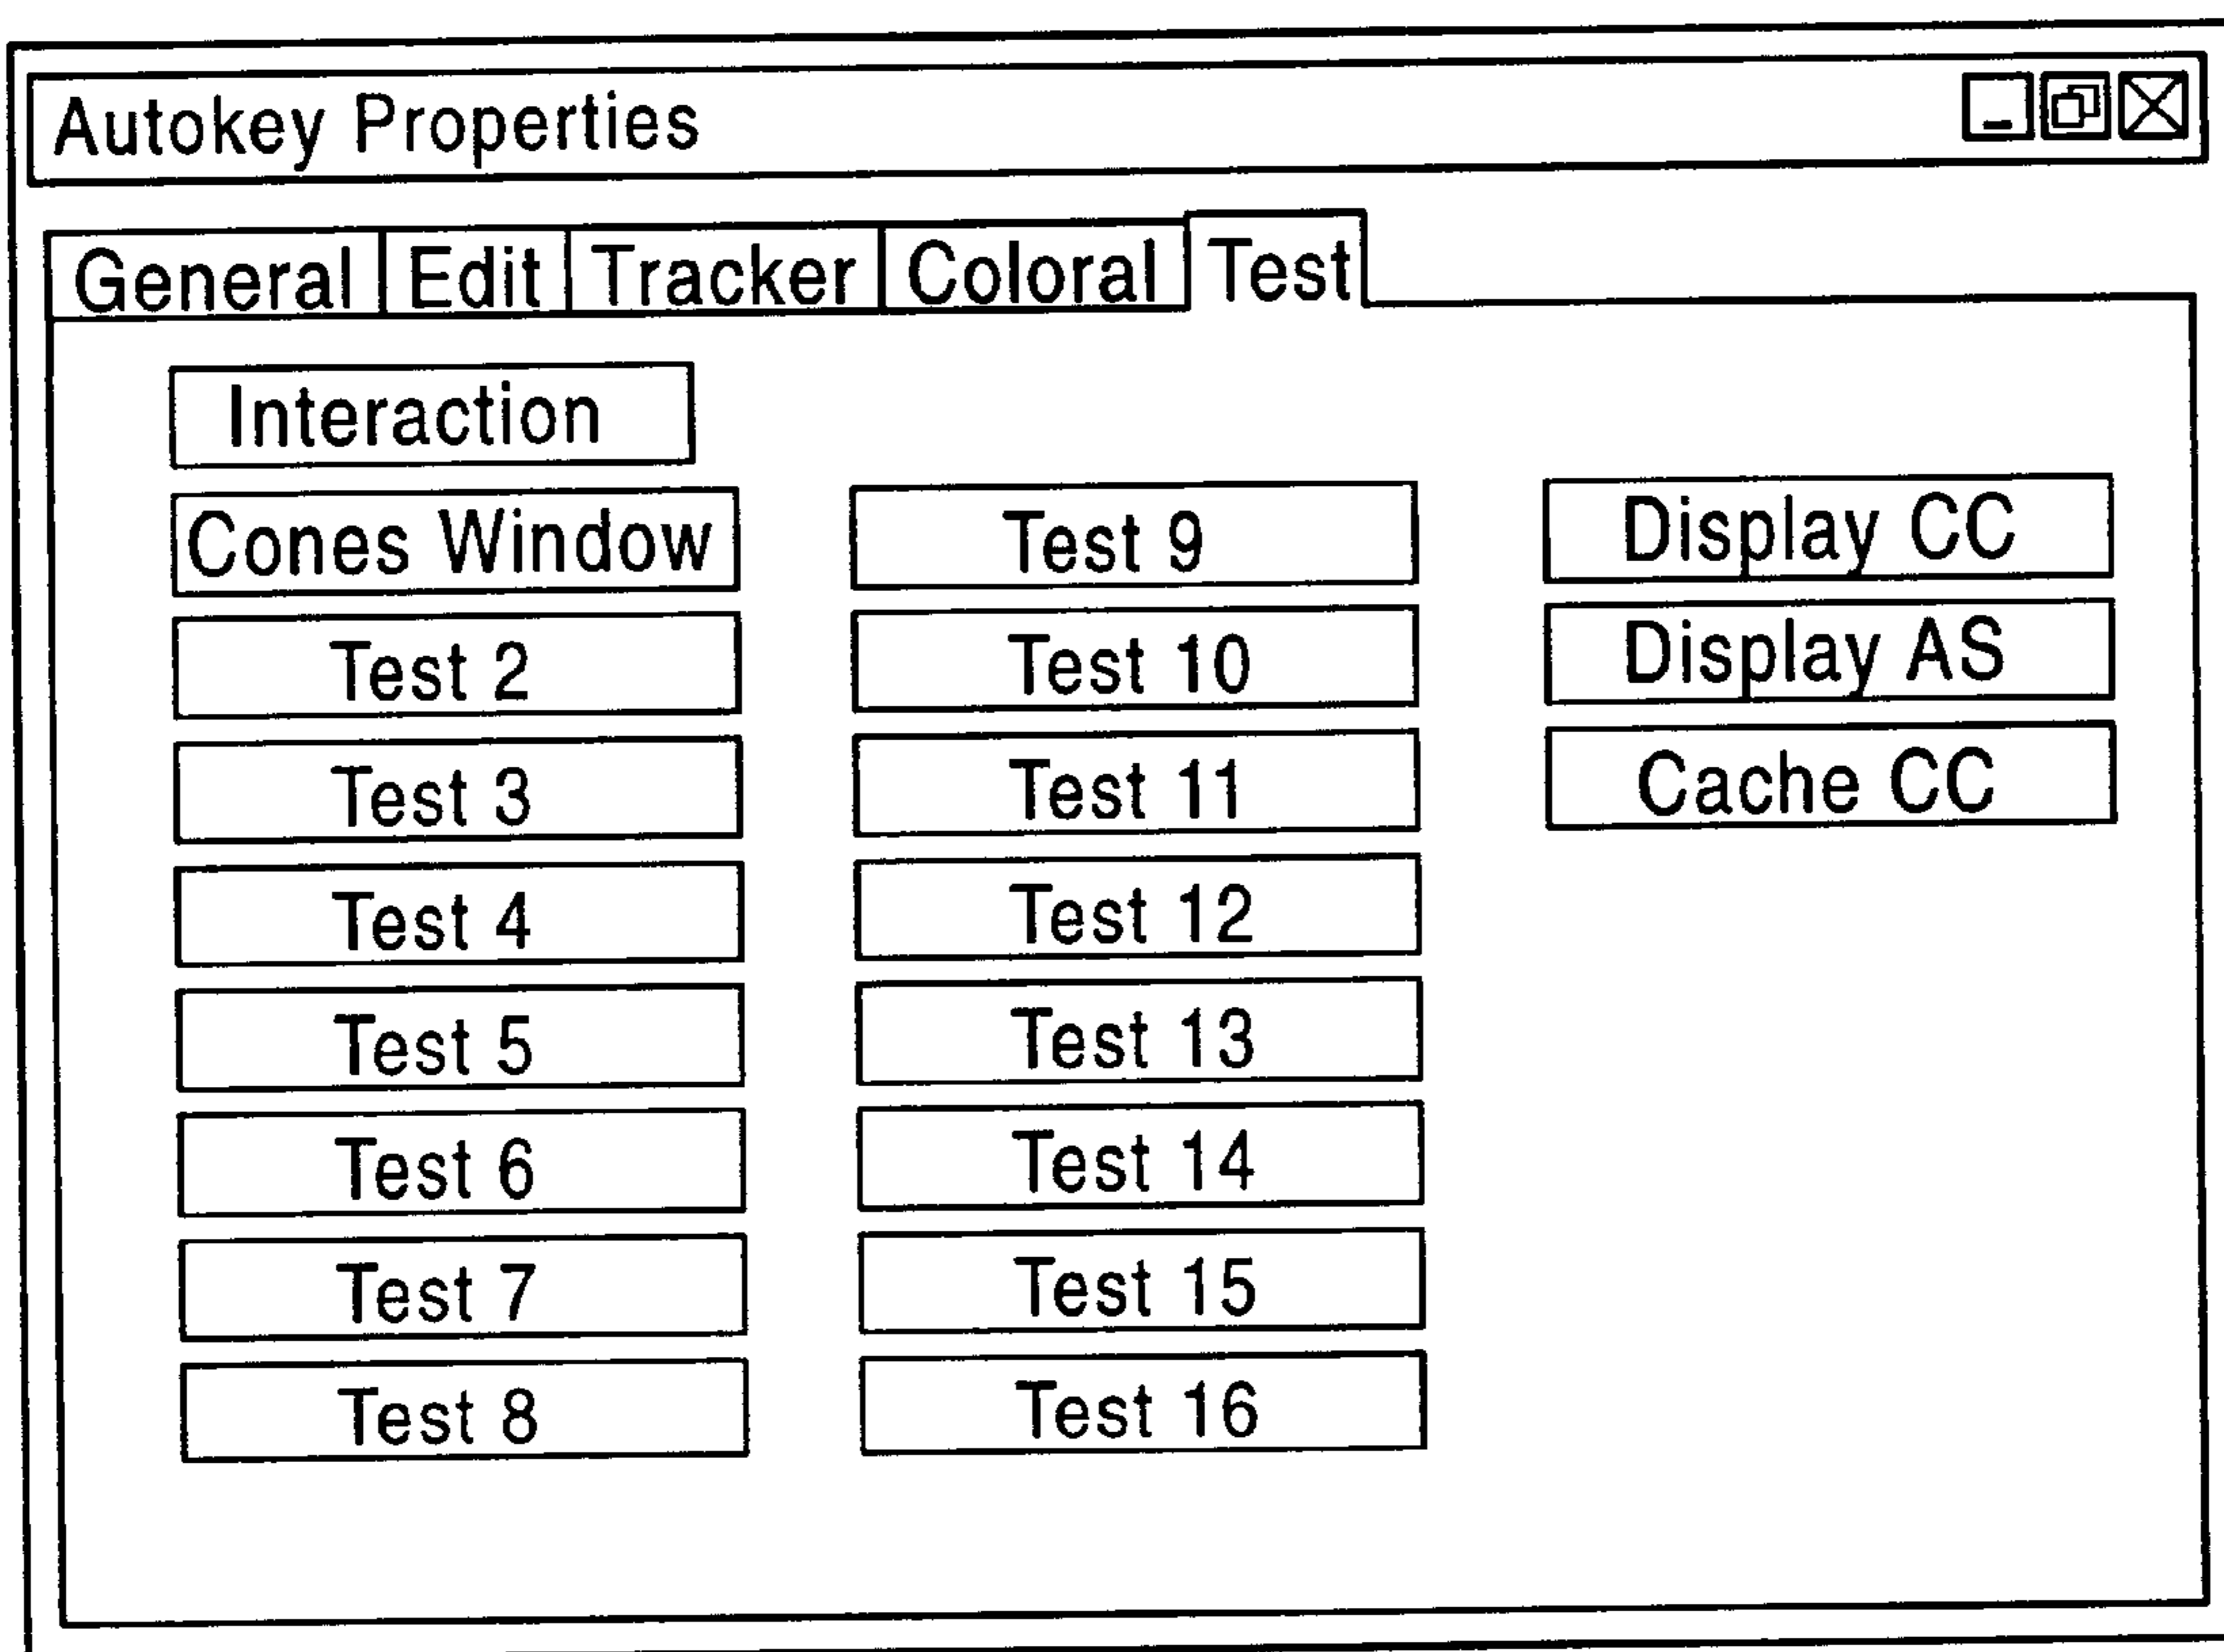 Autokey Properties
General Edit Tracker Coloral Test
Interaction
Cones Window Test 9 Display CC
Test 2 Test 10 Display AS
Test 3 Test 11 Cache CC
Test 4 Test 12
Test 5 Test 13
Test 6 Test 14
Test 7 Test 15
Test 8 Test 16